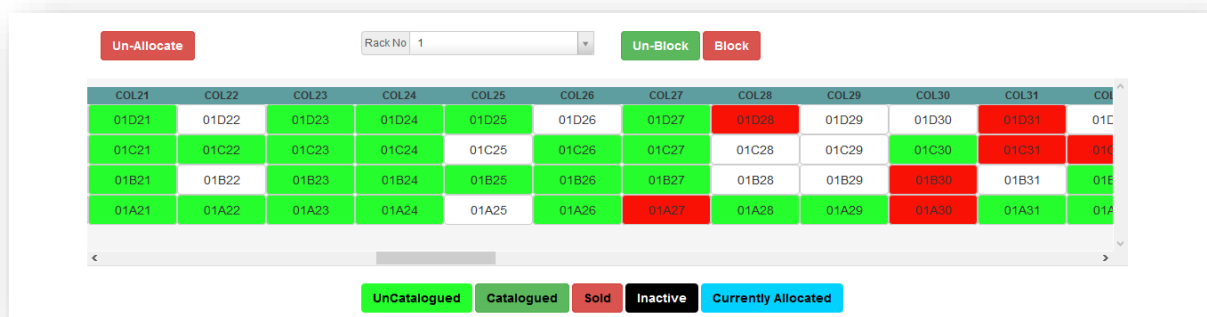 Un-Allocate Rack No 1 Un-Block Block
COL21 COL22 COL23 COL24 COL25 COL26 COL27 COL28 COL29 COL30 COL31
01D21 01D22 01D23 01D24 01D25 01D26 01D27 01D28 01D29 01D30 01D31
01C21 01C22 01C23 01C24 01C25 01C26 01C27 01C28 01C29 01C30 01C31
01B21 01B22 01B23 01B24 01B25 01B26 01B27 01B28 01B29 01B30 01B31
01A21 01A22 01A23 01A24 01A25 01A26 01A27 01A28 01A29 01A30 01A31
UnCatalogued Catalogued Sold Inactive Currently Allocated